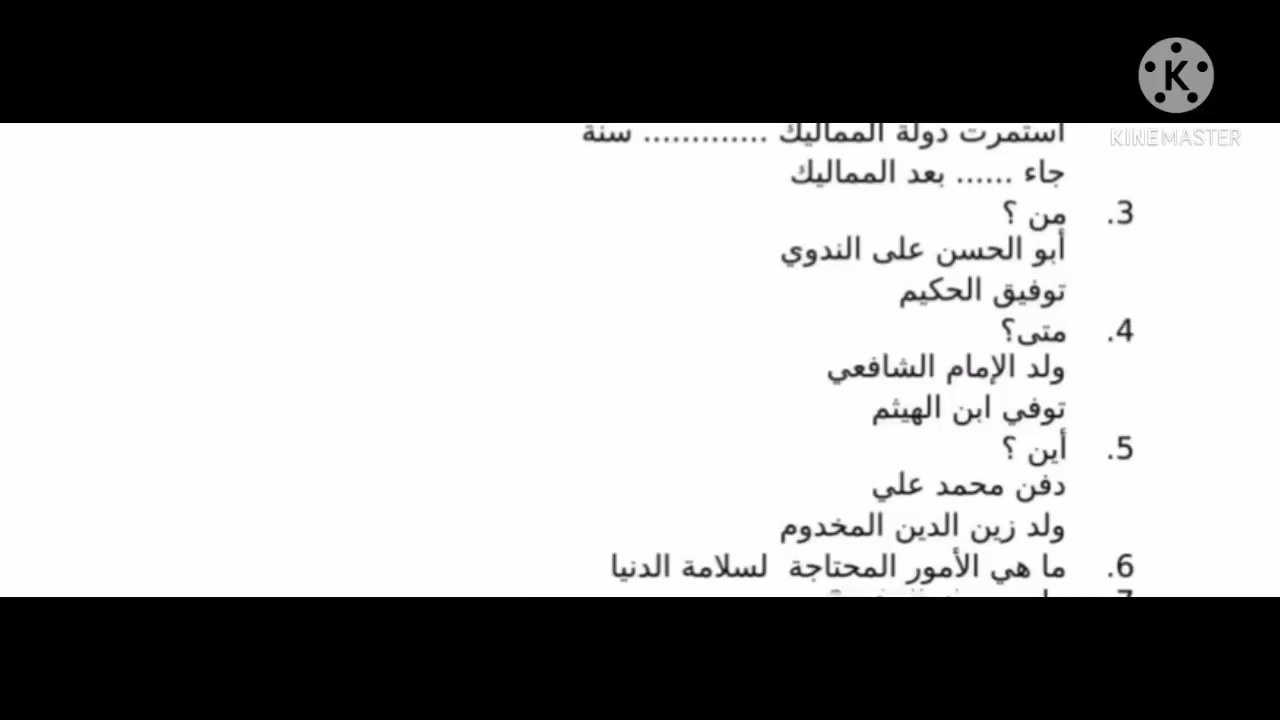 K
KINEMASTER
استمرت دولة المماليك ............. سنة
جاء ...... بعد المماليك
3. من ؟
أبو الحسن على الندوي
توفيق الحكيم
4. متى؟
ولد الإمام الشافعي
توفي ابن الهيثم
5. أين ؟
دفن محمد علي
ولد زين الدين المخدوم
6. ما هي الأمور المحتاجة لسلامة الدنيا
7.